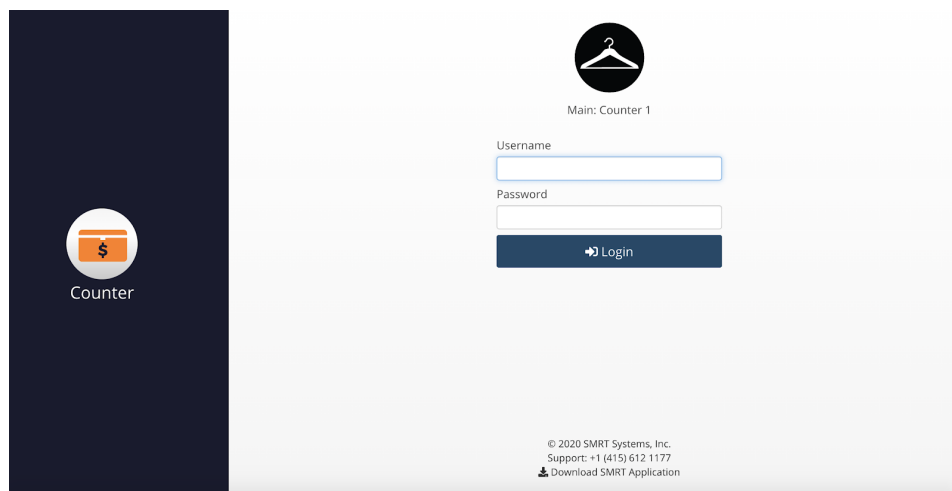 $
Counter
Main: Counter 1
Username
Password
Login
© 2020 SMRT Systems, Inc.
Support: +1 (415) 612 1177
Download SMRT Application